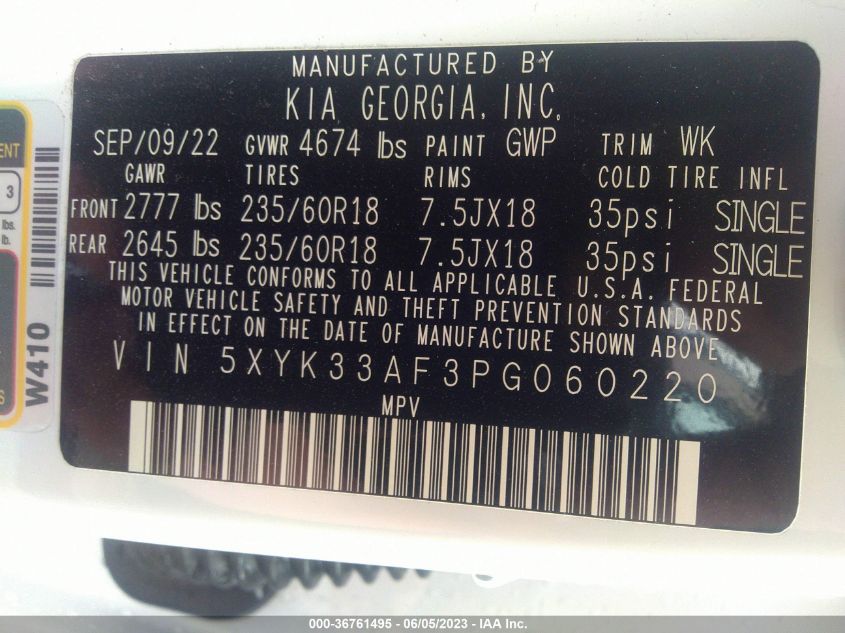 MANUFACTURED BY
KIA GEORGIA, INC.
SEP/09/22 GVWR 4674 lbs PAINT GWP TRIM WK
GAWR TIRES RIMS COLD TIRE INFL
FRONT 2777 lbs 235/60R18 7.5JX18 35psi SINGLE
REAR 2645 lbs 235/60R18 7.5JX18 35psi SINGLE
THIS VEHICLE CONFORMS TO ALL APPLICABLE U.S.A. FEDERAL
MOTOR VEHICLE SAFETY AND THEFT PREVENTION STANDARDS
IN EFFECT ON THE DATE OF MANUFACTURE SHOWN ABOVE.
VIN 5XYK33AF3PG060220
MPV
3
lbs.
lb.
W410
000-36761495 - 06/05/2023 - IAA Inc.